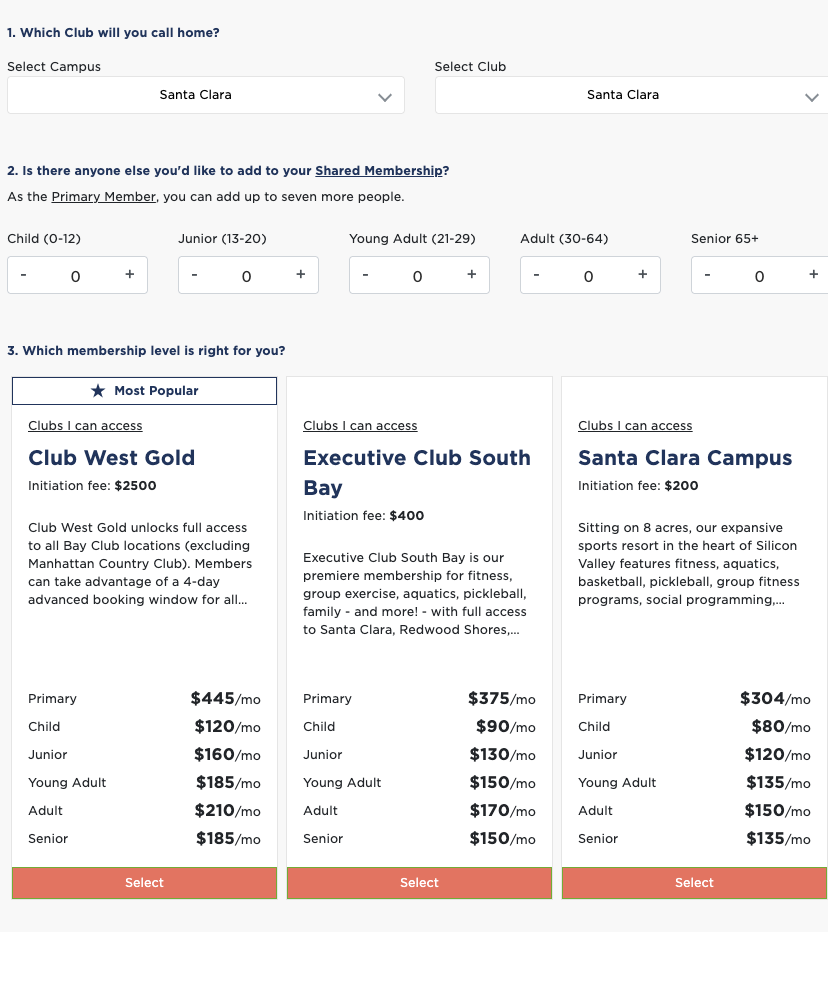 1. Which Club will you call home?
Select Campus
Santa Clara
Select Club
Santa Clara
2. Is there anyone else you'd like to add to your Shared Membership?
As the Primary Member, you can add up to seven more people.
Child (0-12)
- 0 +
Junior (13-20)
- 0 +
Young Adult (21-29)
- 0 +
Adult (30-64)
- 0 +
Senior 65+
- 0 +
3. Which membership level is right for you?
★ Most Popular
Clubs I can access
Club West Gold
Initiation fee: $2500
Club West Gold unlocks full access
to all Bay Club locations (excluding
Manhattan Country Club). Members
can take advantage of a 4-day
advanced booking window for all...
Primary $445/mo
Child $120/mo
Junior $160/mo
Young Adult $185/mo
Adult $210/mo
Senior $185/mo
Select
Clubs I can access
Executive Club South
Bay
Initiation fee: $400
Executive Club South Bay is our
premiere membership for fitness,
group exercise, aquatics, pickleball,
family - and more! - with full access
to Santa Clara, Redwood Shores,...
Primary $375/mo
Child $90/mo
Junior $130/mo
Young Adult $150/mo
Adult $170/mo
Senior $150/mo
Select
Clubs I can access
Santa Clara Campus
Initiation fee: $200
Sitting on 8 acres, our expansive
sports resort in the heart of Silicon
Valley features fitness, aquatics,
basketball, pickleball, group fitness
programs, social programming,...
Primary $304/mo
Child $80/mo
Junior $120/mo
Young Adult $135/mo
Adult $150/mo
Senior $135/mo
Select